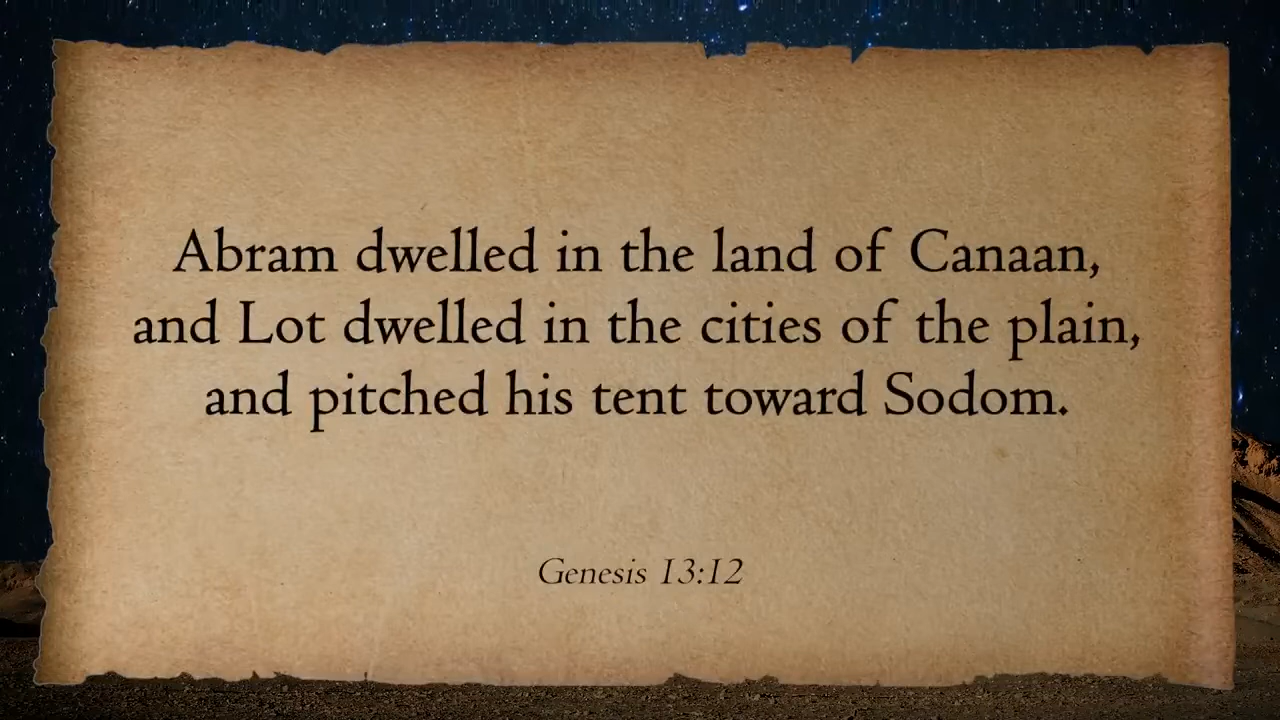 Abram dwelled in the land of Canaan,
and Lot dwelled in the cities of the plain,
and pitched his tent toward Sodom.
Genesis 13:12